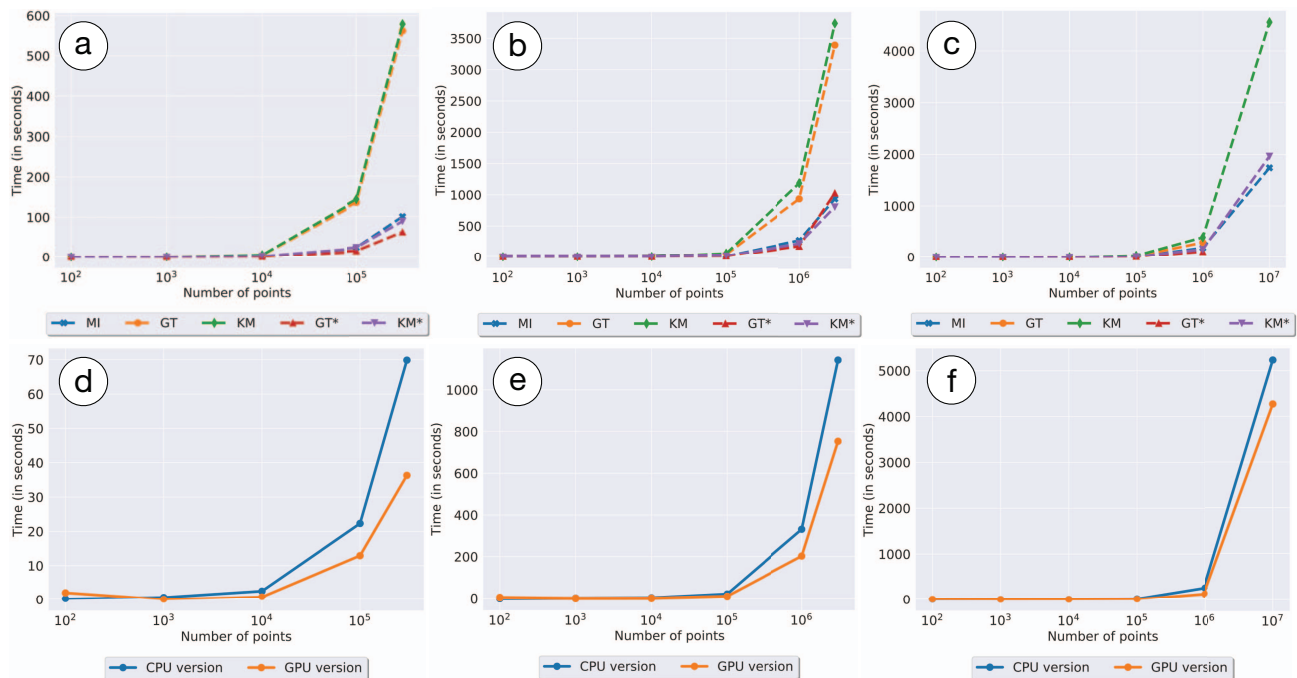 a
600
500
400
300
200
100
0
10²
10³
10⁴
10⁵
Time (in seconds)
Number of points
MI GT KM GT* KM*
b
3500
3000
2500
2000
1500
1000
500
0
10²
10³
10⁴
10⁵
10⁶
Time (in seconds)
Number of points
MI GT KM GT* KM*
c
4000
3000
2000
1000
0
10²
10³
10⁴
10⁵
10⁶
10⁷
Time (in seconds)
Number of points
MI GT KM GT* KM*
d
70
60
50
40
30
20
10
0
10²
10³
10⁴
10⁵
Time (in seconds)
Number of points
CPU version GPU version
e
1000
800
600
400
200
0
10²
10³
10⁴
10⁵
10⁶
Time (in seconds)
Number of points
CPU version GPU version
f
5000
4000
3000
2000
1000
0
10²
10³
10⁴
10⁵
10⁶
10⁷
Time (in seconds)
Number of points
CPU version GPU version